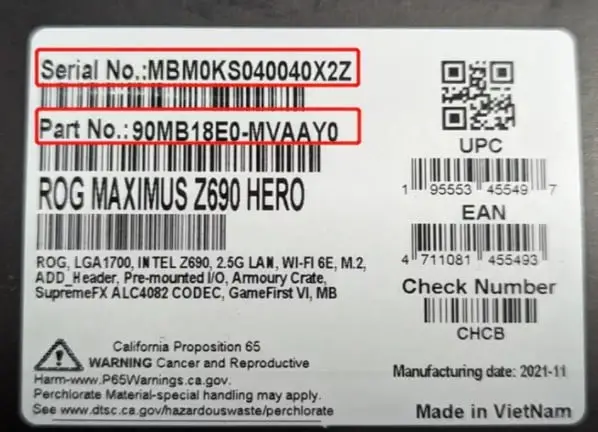 Serial No.:MBM0KS040040X2Z
Part No.:90MB18E0-MVAAY0
ROG MAXIMUS Z690 HERO
ROG, LGA1700, INTEL Z690, 2.5G LAN, WI-FI 6E, M.2,
ADD_Header, Pre-mounted I/O, Armoury Crate,
SupremeFX ALC4082 CODEC, GameFirst VI, MB
California Proposition 65
WARNING Cancer and Reproductive
Harm-www.P65Warnings.ca.gov.
Perchlorate Material-special handling may apply.
See www.dtsc.ca.gov/hazardouswaste/perchlorate
UPC
1 95553 45549 7
EAN
4 711081 455493
Check Number
CHCB
Manufacturing date: 2021-11
Made in VietNam